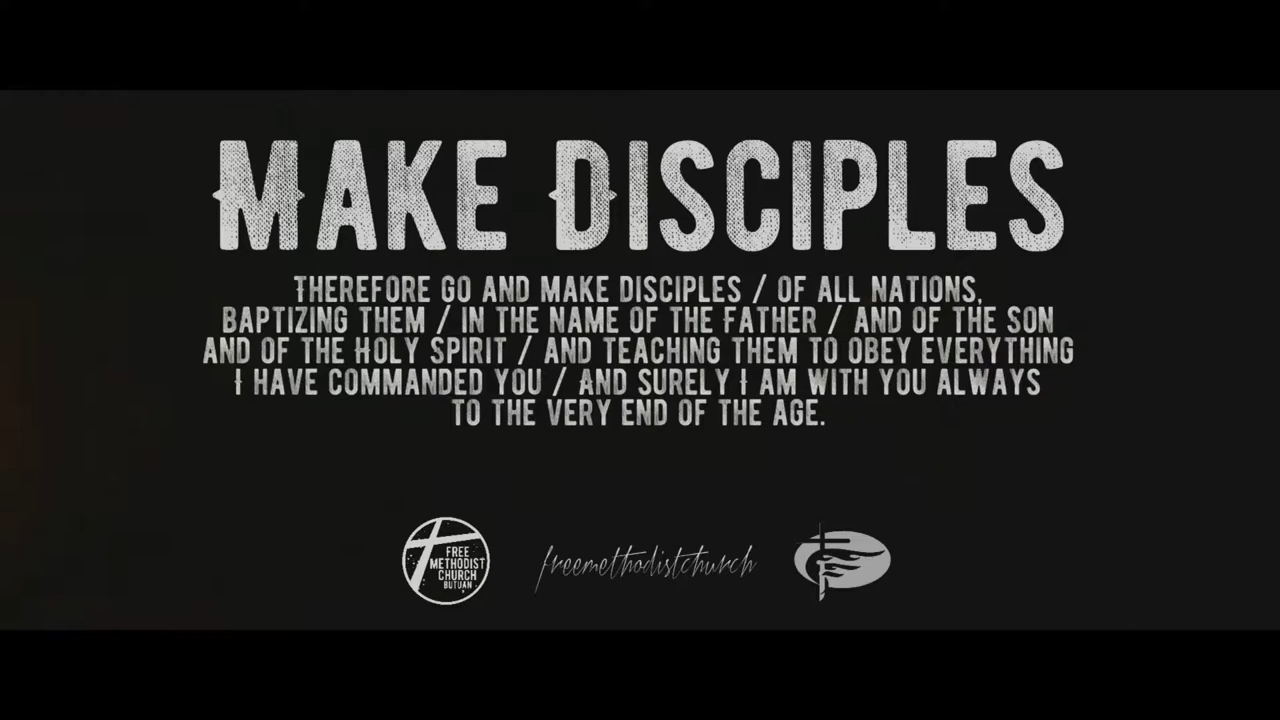 MAKE DISCIPLES
THEREFORE GO AND MAKE DISCIPLES / OF ALL NATIONS,
BAPTIZING THEM / IN THE NAME OF THE FATHER / AND OF THE SON
AND OF THE HOLY SPIRIT / AND TEACHING THEM TO OBEY EVERYTHING
I HAVE COMMANDED YOU / AND SURELY I AM WITH YOU ALWAYS
TO THE VERY END OF THE AGE.
FREE
METHODIST
CHURCH
BUTUAN
freemethodistchurch